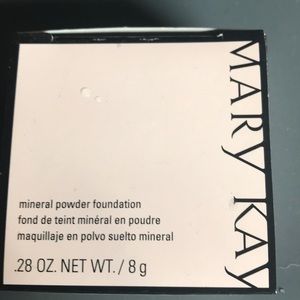 MARY KAY
mineral powder foundation
fond de teint minéral en poudre
maquillaje en polvo suelto mineral
.28 OZ. NET WT. / 8 g